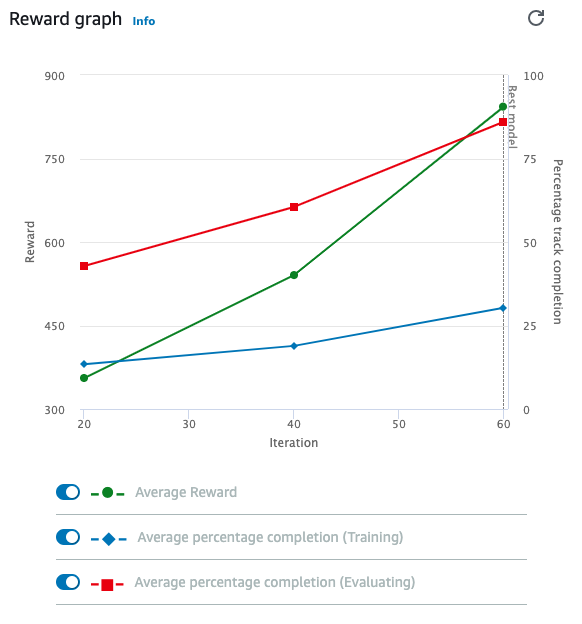 Reward graph Info
900
750
600
450
300
Reward
100
75
50
25
0
Percentage track completion
Best model
20 30 40 50 60
Iteration
Average Reward
Average percentage completion (Training)
Average percentage completion (Evaluating)